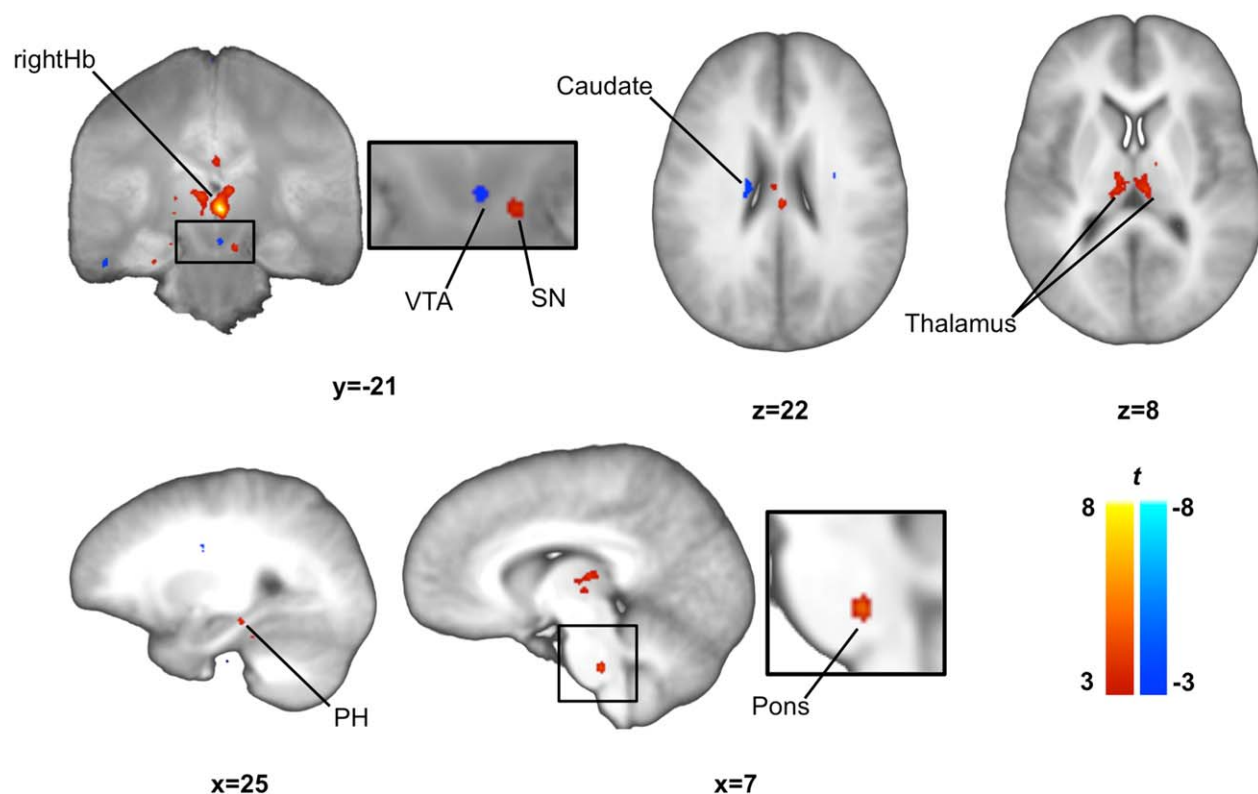 rightHb
Caudate
VTA
SN
Thalamus
y=-21
z=22
z=8
t
8
-8
3
-3
PH
Pons
x=25
x=7